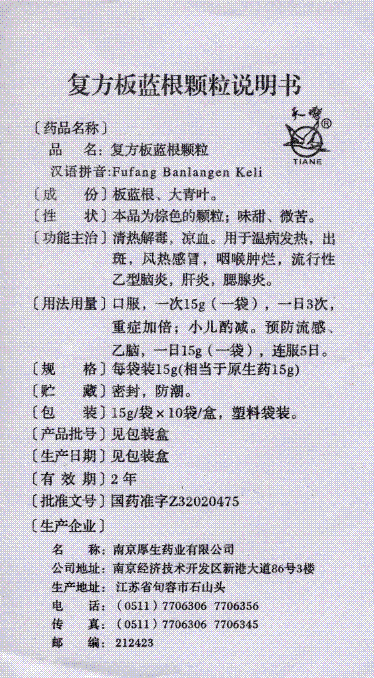 复方板蓝根颗粒说明书
天鹅
®
TIANE
〔药品名称〕
品 名：复方板蓝根颗粒
汉语拼音:Fufang Banlangen Keli
〔成 份〕板蓝根、大青叶。
〔性 状〕本品为棕色的颗粒；味甜、微苦。
〔功能主治〕清热解毒，凉血。用于温病发热，出
斑，风热感冒，咽喉肿烂，流行性
乙型脑炎，肝炎，腮腺炎。
〔用法用量〕口服，一次15g（一袋），一日3次，
重症加倍；小儿酌减。预防流感、
乙脑，一日15g（一袋），连服5日。
〔规 格〕每袋装15g(相当于原生药15g)
〔贮 藏〕密封，防潮。
〔包 装〕15g/袋×10袋/盒，塑料袋装。
〔产品批号〕见包装盒
〔生产日期〕见包装盒
〔有 效 期〕2 年
〔批准文号〕国药准字Z32020475
〔生产企业〕
名 称：南京厚生药业有限公司
公司地址：南京经济技术开发区新港大道86号3楼
生产地址：江苏省句容市石山头
电 话：（0511）7706306 7706356
传 真：（0511）7706306 7706345
邮 编：212423